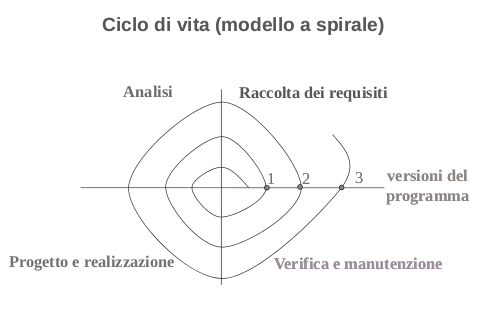 Ciclo di vita (modello a spirale)
Analisi
Raccolta dei requisiti
1
2
3
versioni del
programma
Progetto e realizzazione
Verifica e manutenzione